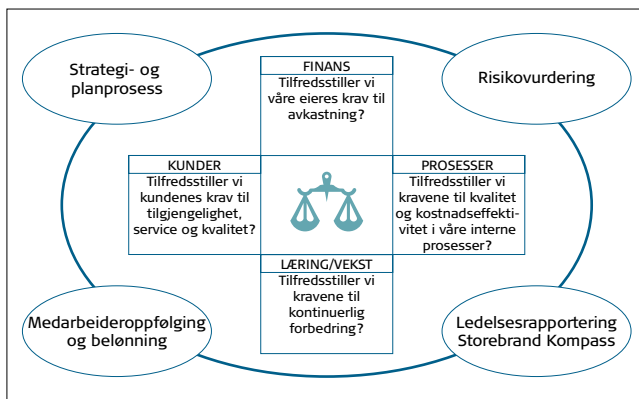 Strategi- og
planprosess
FINANS
Tilfredsstiller vi
våre eieres krav til
avkastning?
Risikovurdering
KUNDER
Tilfredsstiller vi
kundenes krav til
tilgjengelighet,
service og kvalitet?
PROSESSER
Tilfredsstiller vi
kravene til kvalitet
og kostnadseffekti-
vitet i våre interne
prosesser?
LÆRING/VEKST
Tilfredsstiller vi
kravene til
kontinuerlig
forbedring?
Medarbeideroppfølging
og belønning
Ledelsesrapportering
Storebrand Kompass